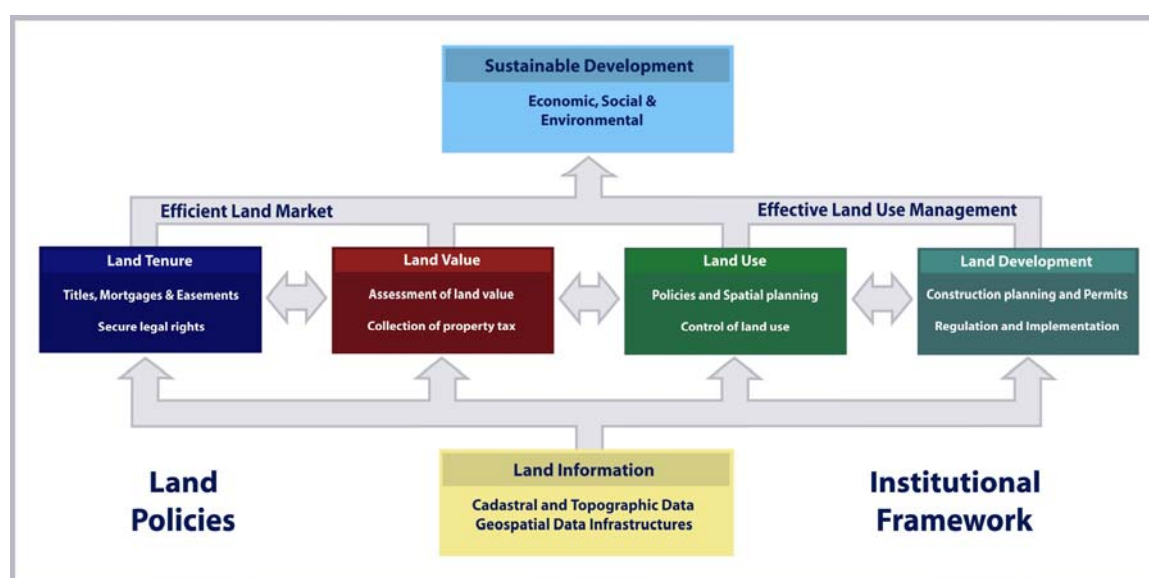 Sustainable Development
Economic, Social &
Environmental
Efficient Land Market
Effective Land Use Management
Land Tenure
Titles, Mortgages & Easements
Secure legal rights
Land Value
Assessment of land value
Collection of property tax
Land Use
Policies and Spatial planning
Control of land use
Land Development
Construction planning and Permits
Regulation and Implementation
Land
Policies
Land Information
Cadastral and Topographic Data
Geospatial Data Infrastructures
Institutional
Framework